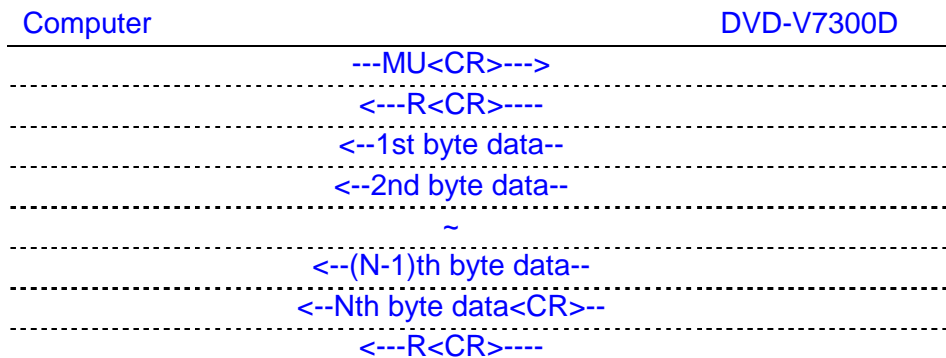 Computer DVD-V7300D
---MU<CR>--->
<---R<CR>----
<--1st byte data--
<--2nd byte data--
~
<--(N-1)th byte data--
<--Nth byte data<CR>--
<---R<CR>----